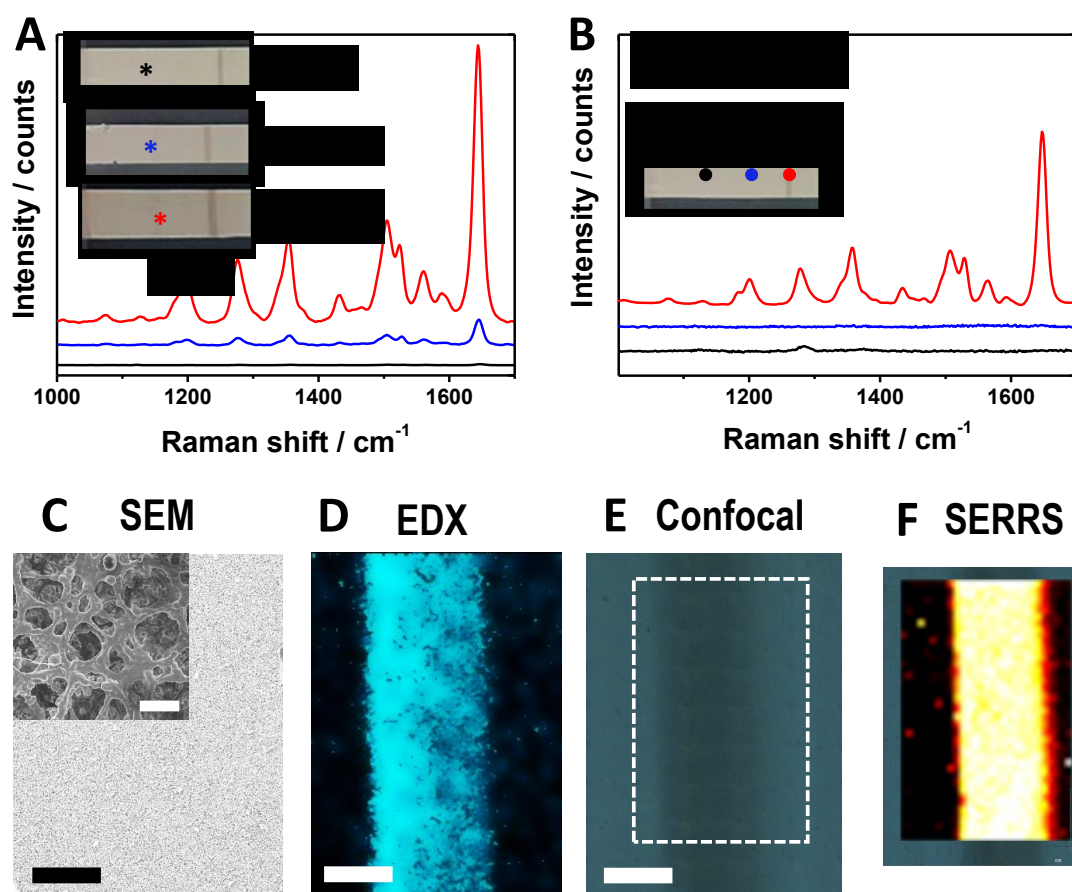 A
Intensity / counts
*
*
*
1000 1200 1400 1600
Raman shift / cm⁻¹
B
Intensity / counts
1200 1400 1600
Raman shift / cm⁻¹
C SEM
D EDX
E Confocal
F SERRS